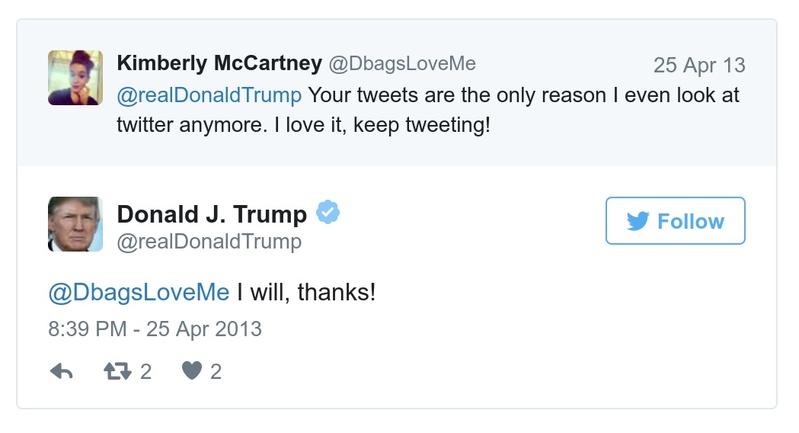 Kimberly McCartney @DbagsLoveMe 25 Apr 13
@realDonaldTrump Your tweets are the only reason I even look at
twitter anymore. I love it, keep tweeting!
Donald J. Trump
@realDonaldTrump
Follow
@DbagsLoveMe I will, thanks!
8:39 PM - 25 Apr 2013
2 2